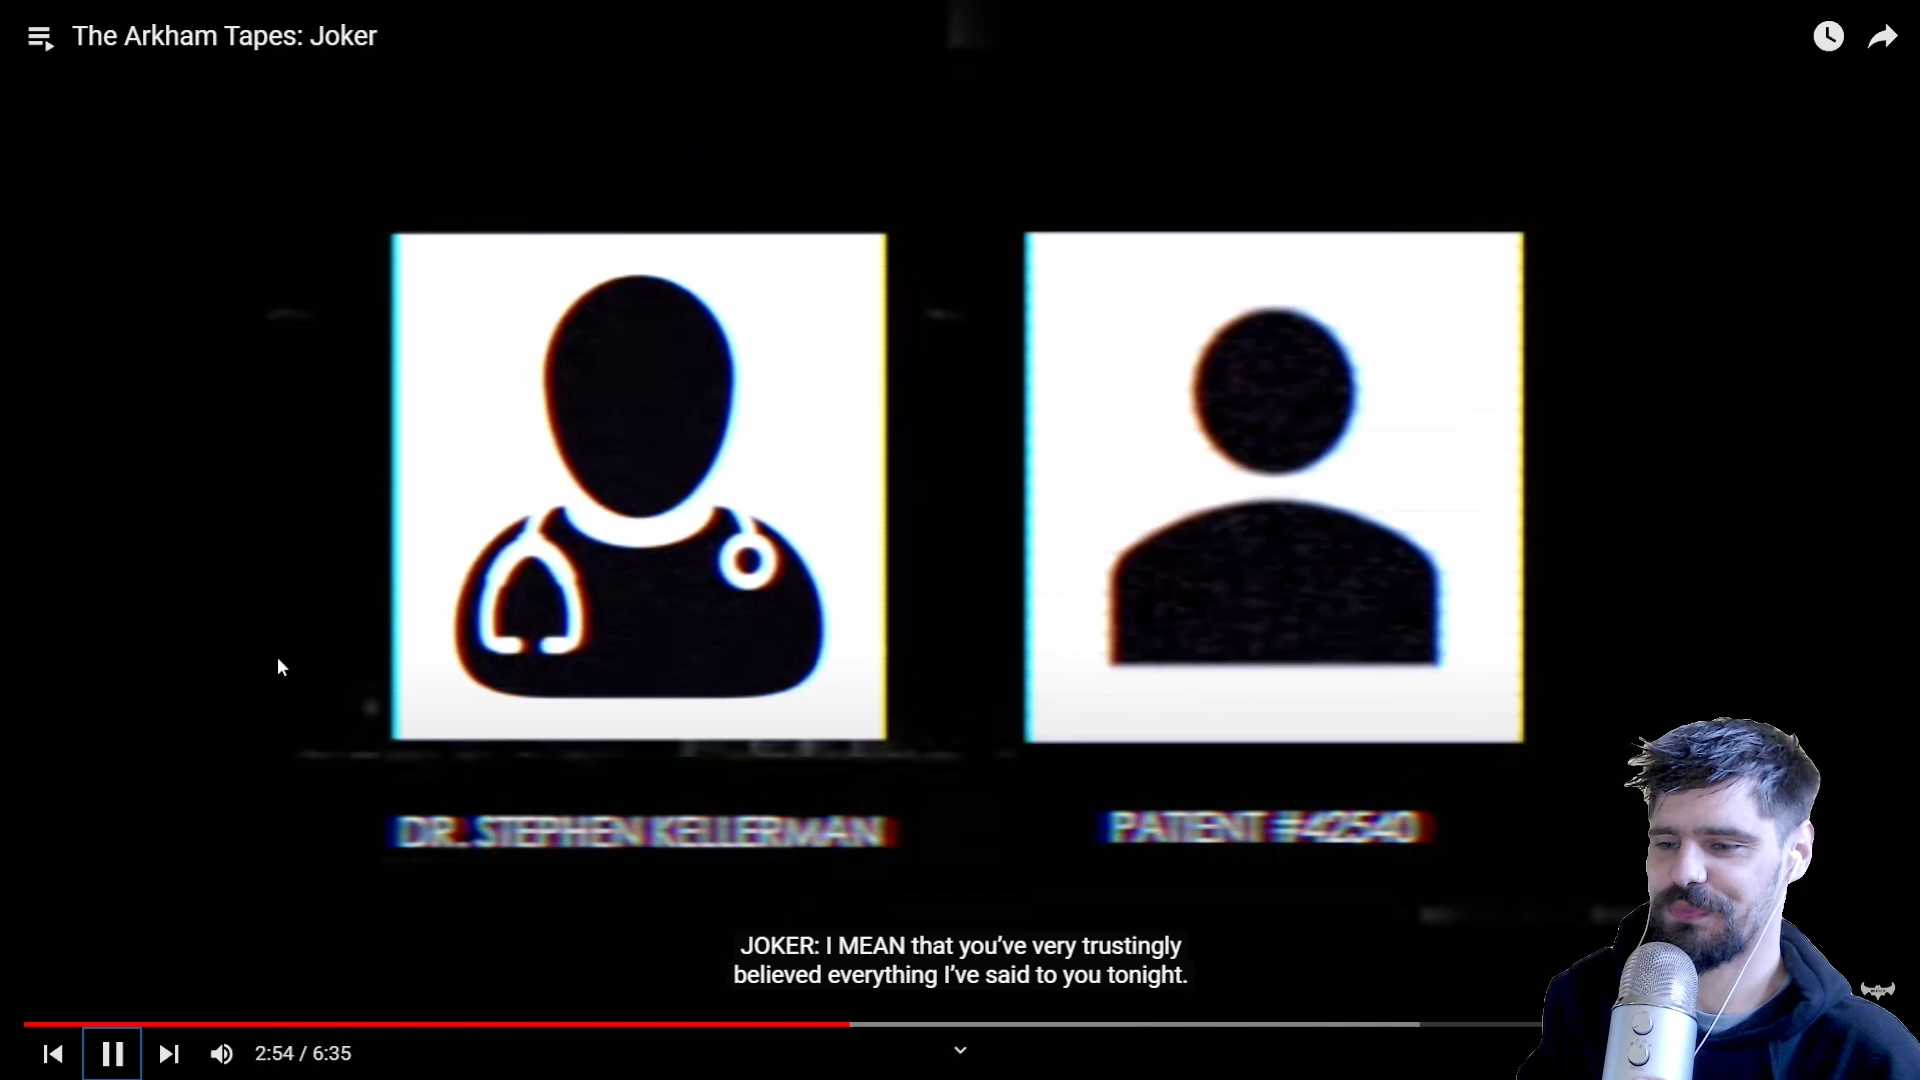 The Arkham Tapes: Joker
DR. STEPHEN KELLERMAN
PATIENT #42540
JOKER: I MEAN that you’ve very trustingly
believed everything I’ve said to you tonight.
2:54 / 6:35